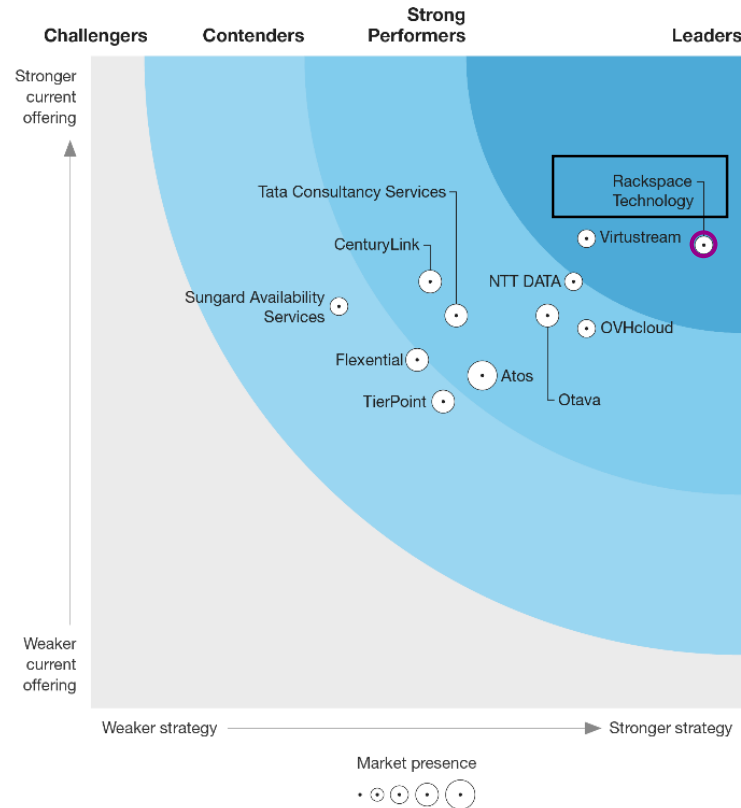 Challengers
Contenders
Strong
Performers
Leaders
Stronger
current
offering
Tata Consultancy Services
Rackspace
Technology
CenturyLink
Virtustream
NTT DATA
Sungard Availability
Services
OVHcloud
Flexential
Atos
TierPoint
Otava
Weaker
current
offering
Weaker strategy
Stronger strategy
Market presence